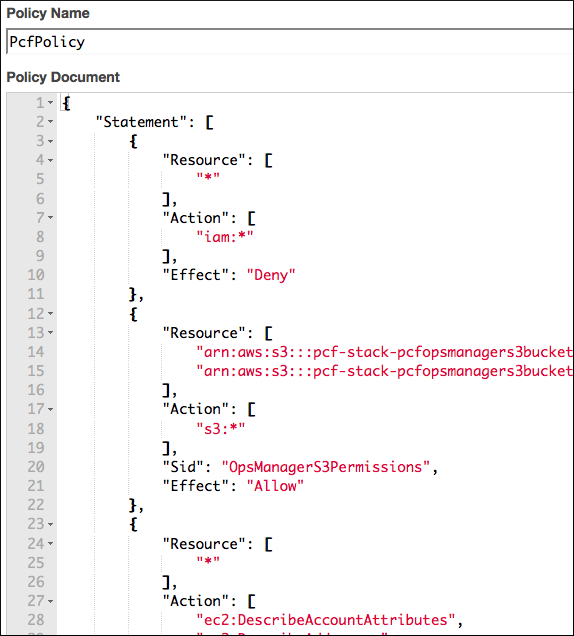 Policy Name
PcfPolicy
Policy Document
1 {
2 "Statement": [
3 {
4 "Resource": [
5 "*"
6 ],
7 "Action": [
8 "iam:*"
9 ],
10 "Effect": "Deny"
11 },
12 {
13 "Resource": [
14 "arn:aws:s3:::pcf-stack-pcfopsmanagers3bucket
15 "arn:aws:s3:::pcf-stack-pcfopsmanagers3bucket
16 ],
17 "Action": [
18 "s3:*"
19 ],
20 "Sid": "OpsManagerS3Permissions",
21 "Effect": "Allow"
22 },
23 {
24 "Resource": [
25 "*"
26 ],
27 "Action": [
28 "ec2:DescribeAccountAttributes",